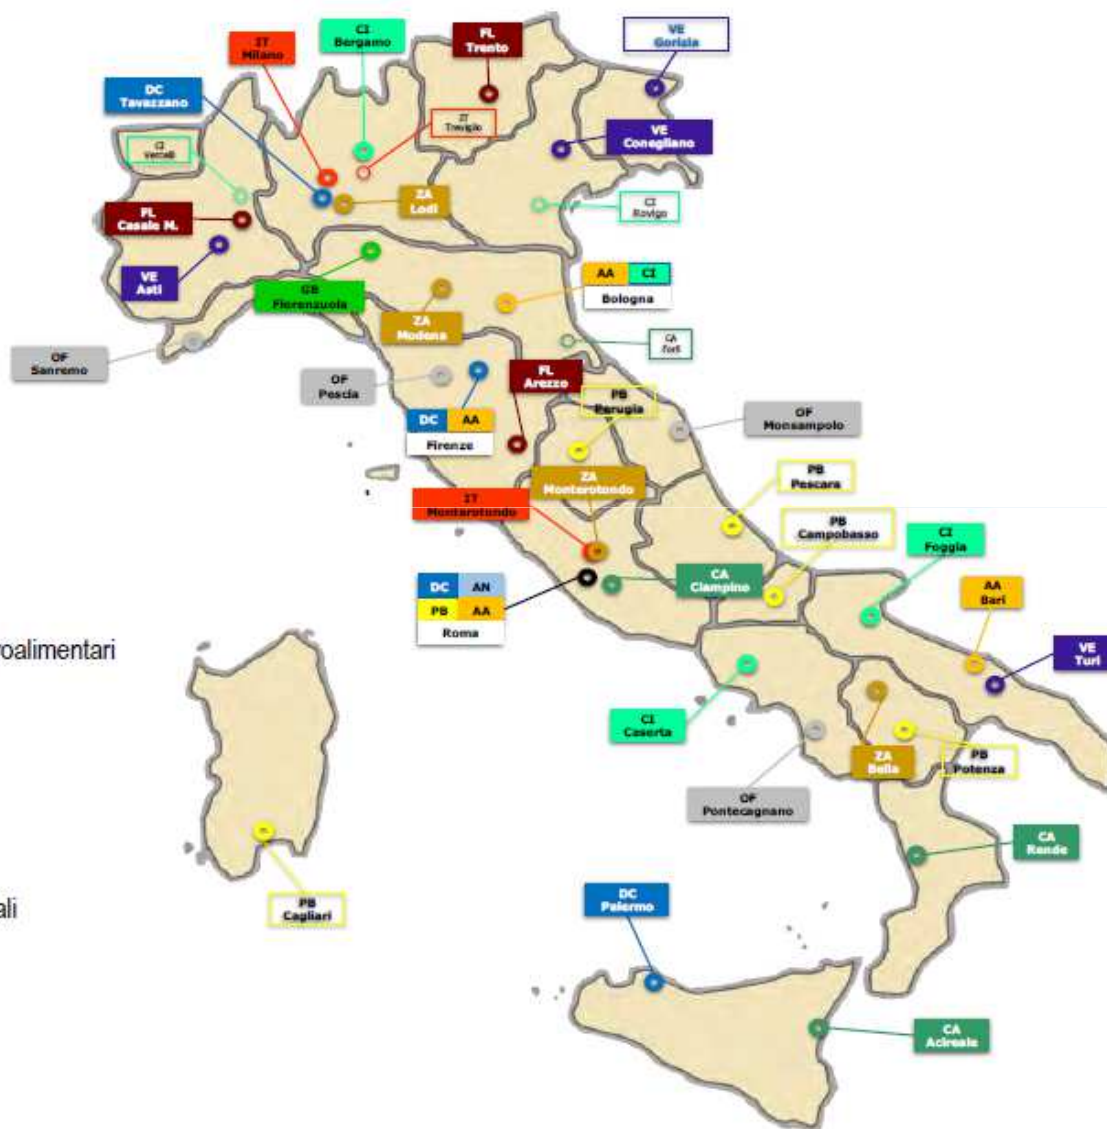 VE
Gorizia
FL
Trento
CI
Bergamo
IT
Milano
DC
Tavazzano
IT
Treviglio
VE
Conegliano
CI
Vercelli
ZA
Lodi
CI
Rovigo
FL
Casale M.
VE
Asti
AA CI
Bologna
GB
Fiorenzuola
ZA
Modena
CA
Forlì
OF
Sanremo
OF
Pescia
FL
Arezzo
PB
Perugia
DC AA
Firenze
OF
Monsampolo
ZA
Monterotondo
PB
Pescara
IT
Monterotondo
PB
Campobasso
CI
Foggia
DC AN
PB AA
Roma
CA
Ciampino
AA
Bari
oalimentari
VE
Turi
CI
Caserta
ZA
Bella
PB
Potenza
OF
Pontecagnano
CA
Rende
ali
PB
Cagliari
DC
Palermo
CA
Acireale